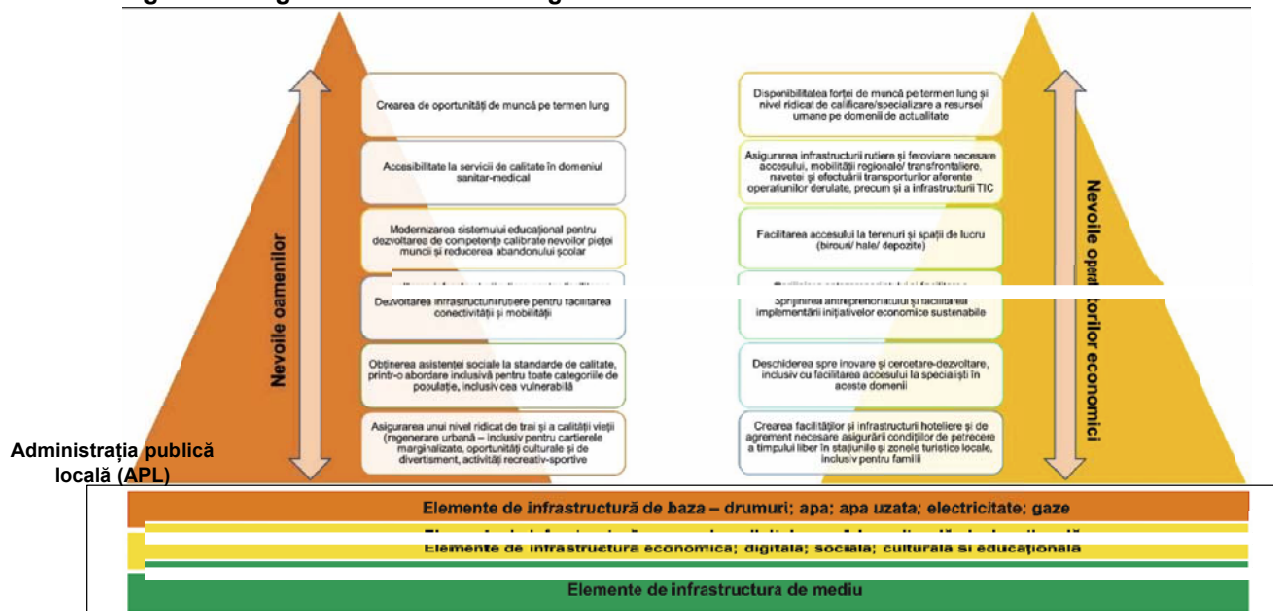 Nevoile oamenilor
Crearea de oportunități de muncă pe termen lung
Accesibilitate la servicii de calitate în domeniul
sanitar-medical
Modernizarea sistemului educațional pentru
dezvoltarea de competențe calibrate nevoilor pieței
muncii și reducerea abandonului școlar
Dezvoltarea infrastructurii rutiere pentru facilitarea
conectivității și mobilității
Obținerea asistenței sociale la standarde de calitate,
printr-o abordare inclusivă pentru toate categoriile de
populație, inclusiv cea vulnerabilă
Asigurarea unui nivel ridicat de trai și a calității vieții
(regenerare urbană – inclusiv pentru cartierele
marginalizate, oportunități culturale și de
divertisment, activități recreativ-sportive
Disponibilitatea forței de muncă pe termen lung și
nivel ridicat de calificare/specializare a resursei
umane pe domenii de actualitate
Asigurarea infrastructurii rutiere și feroviare necesare
accesului, mobilității regionale/ transfrontaliere,
navetei și efectuării transporturilor aferente
operațiunilor derulate, precum și a infrastructurii TIC
Facilitarea accesului la terenuri și spații de lucru
(birouri/ hale/ depozite)
Sprijinirea antreprenoriatului și facilitarea
implementării inițiativelor economice sustenabile
Deschiderea spre inovare și cercetare-dezvoltare,
inclusiv cu facilitarea accesului la specialiști în
aceste domenii
Crearea facilităților și infrastructurii hoteliere și de
agrement necesare asigurării condițiilor de petrecere
a timpului liber în stațiunile și zonele turistice locale,
inclusiv pentru familii
Nevoile operatorilor economici
Administrația publică
locală (APL)
Elemente de infrastructură de baza – drumuri; apa; apa uzata; electricitate; gaze
Elemente de infrastructura economica; digitala; sociala; culturala si educațională
Elemente de infrastructura de mediu